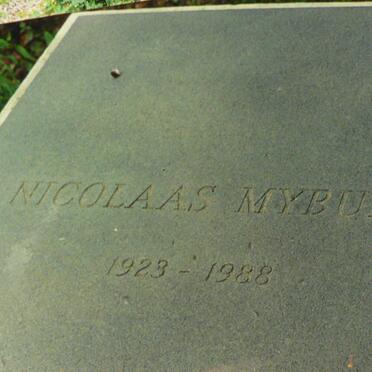 NICOLAAS MYBU
1923 - 1988